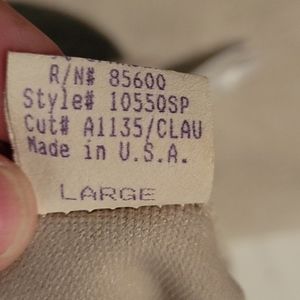 R/N# 85600
Style# 10550SP
Cut# A1135/CLAU
Made in U.S.A.
LARGE